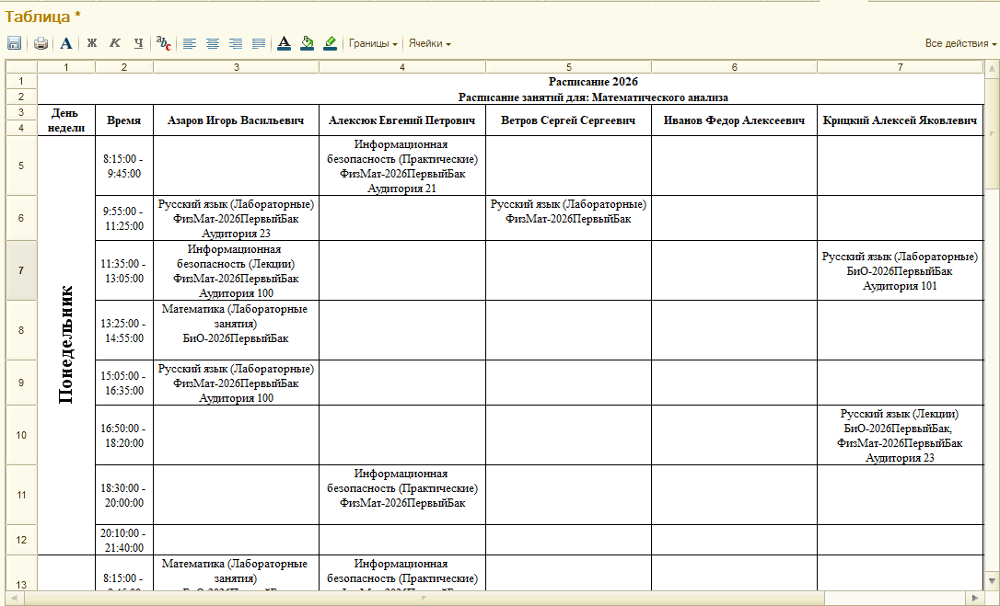 Таблица *
А Ж К Ч abc А Границы Ячейки Все действия
1 2 3 4 5 6 7
1 Расписание 2026
2 Расписание занятий для: Математического анализа
3 День
4 недели Время Азаров Игорь Васильевич Алексюк Евгений Петрович Ветров Сергей Сергеевич Иванов Федор Алексеевич Крицкий Алексей Яковлевич
Понедельник
5
8:15:00 -
9:45:00
Информационная
безопасность (Практические)
ФизМат-2026ПервыйБак
Аудитория 21
6
9:55:00 -
11:25:00
Русский язык (Лабораторные)
ФизМат-2026ПервыйБак
Аудитория 23
Русский язык (Лабораторные)
ФизМат-2026ПервыйБак
7
11:35:00 -
13:05:00
Информационная
безопасность (Лекции)
ФизМат-2026ПервыйБак
Аудитория 100
Русский язык (Лабораторные)
БиО-2026ПервыйБак
Аудитория 101
8
13:25:00 -
14:55:00
Математика (Лабораторные
занятия)
БиО-2026ПервыйБак
9
15:05:00 -
16:35:00
Русский язык (Лабораторные)
ФизМат-2026ПервыйБак
Аудитория 100
10
16:50:00 -
18:20:00
Русский язык (Лекции)
БиО-2026ПервыйБак,
ФизМат-2026ПервыйБак
Аудитория 23
11
18:30:00 -
20:00:00
Информационная
безопасность (Практические)
ФизМат-2026ПервыйБак
12
20:10:00 -
21:40:00
13
8:15:00 -
Математика (Лабораторные
занятия)
Информационная
безопасность (Практические)